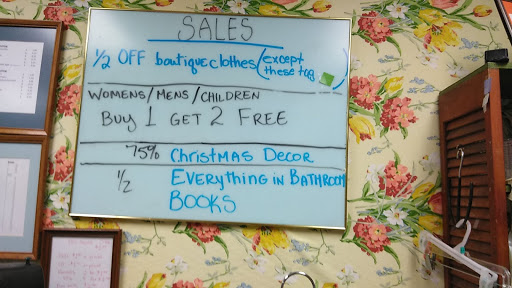 SALES
1/2 OFF boutique clothes (except these tag)
WOMENS/MENS/CHILDREN
Buy 1 GET 2 FREE
75% CHRISTMAS DECOR
1/2 EVERYTHING IN BATHROOM
BOOKS